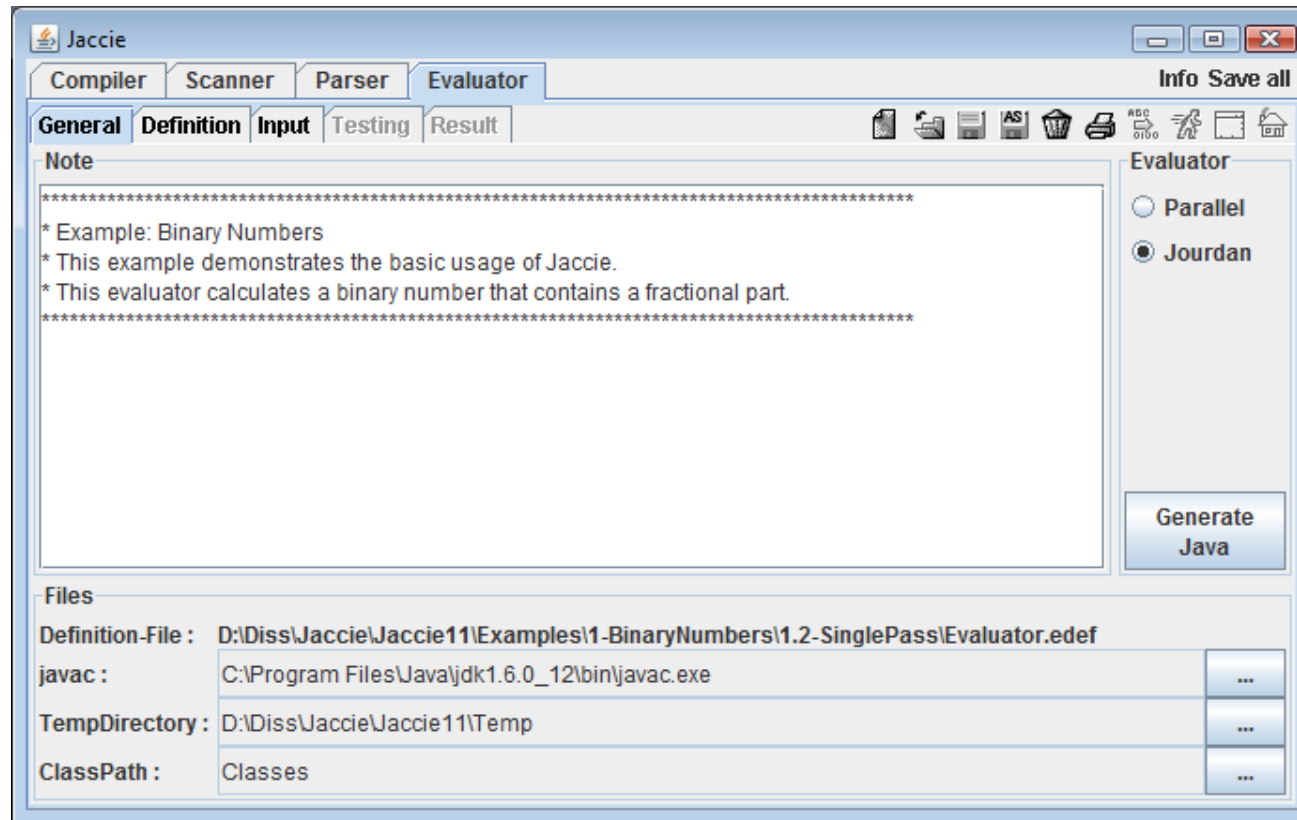 Jaccie
Compiler Scanner Parser Evaluator Info Save all
General Definition Input Testing Result AS ABC 0100
Note Evaluator
*********************************************************************************************
* Example: Binary Numbers
* This example demonstrates the basic usage of Jaccie.
* This evaluator calculates a binary number that contains a fractional part.
*********************************************************************************************
Parallel
Jourdan
Generate
Java
Files
Definition-File : D:\Diss\Jaccie\Jaccie11\Examples\1-BinaryNumbers\1.2-SinglePass\Evaluator.edef
javac : C:\Program Files\Java\jdk1.6.0_12\bin\javac.exe ...
TempDirectory : D:\Diss\Jaccie\Jaccie11\Temp ...
ClassPath : Classes ...